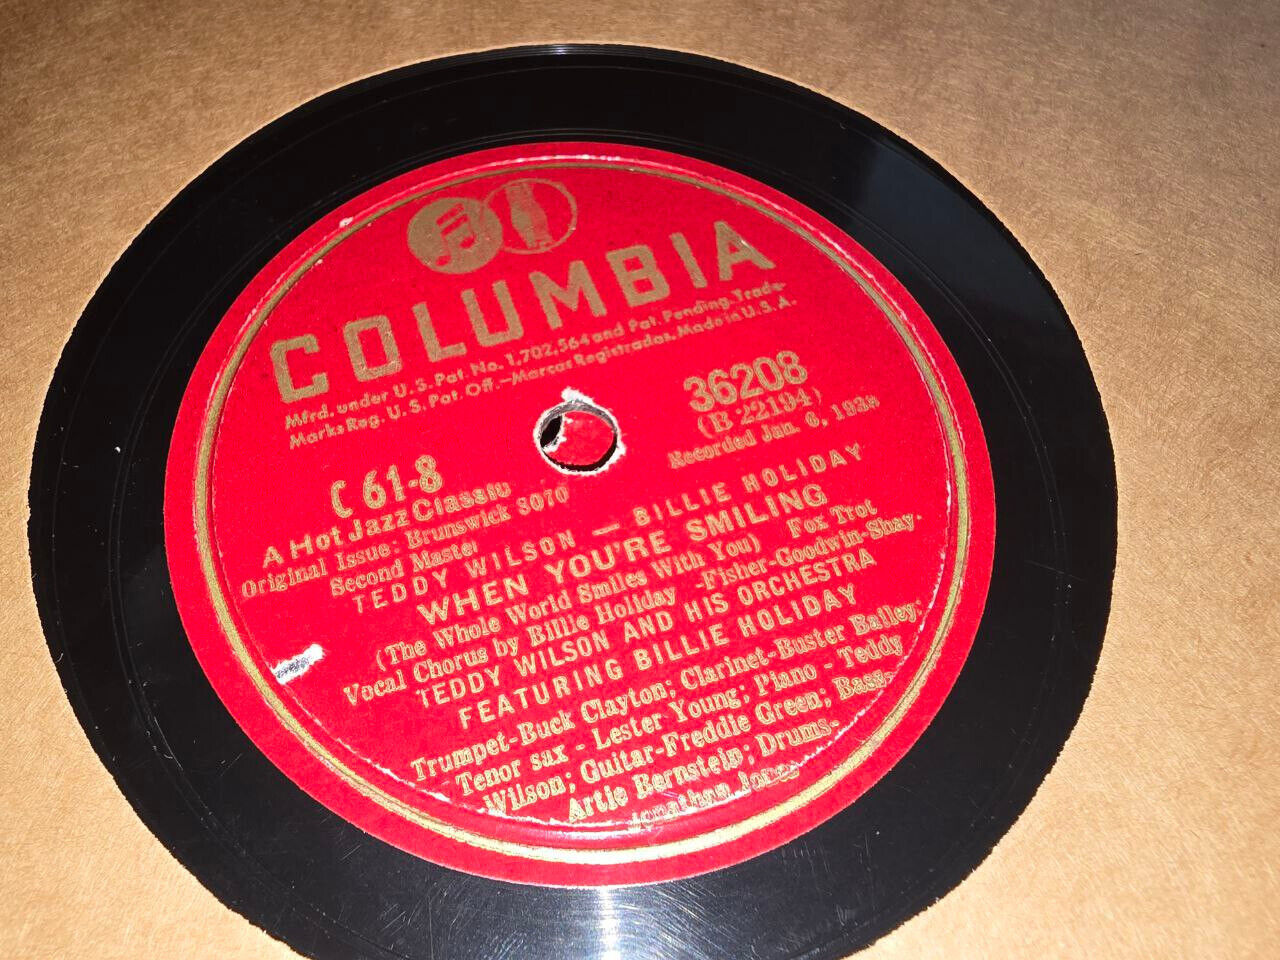 COLUMBIA
Mfrd. under U.S. Pat. No. 1,702,564 and Pat. Pending. Trade-
Marks Reg. U.S. Pat. Off.—Marcas Registradas. Made in U.S.A.
36208
(B 22194)
Recorded Jan. 6, 1938
C 61-8
A Hot Jazz Classic
Original Issue: Brunswick 8070
Second Master
TEDDY WILSON — BILLIE HOLIDAY
WHEN YOU'RE SMILING
(The Whole World Smiles With You) Fox Trot
Vocal Chorus by Billie Holiday -Fisher-Goodwin-Shay.
TEDDY WILSON AND HIS ORCHESTRA
FEATURING BILLIE HOLIDAY
Trumpet-Buck Clayton; Clarinet-Buster Bailey;
Tenor sax - Lester Young; Piano - Teddy
Wilson; Guitar-Freddie Green; Bass-
Artie Bernstein; Drums-
Jonathan Jones